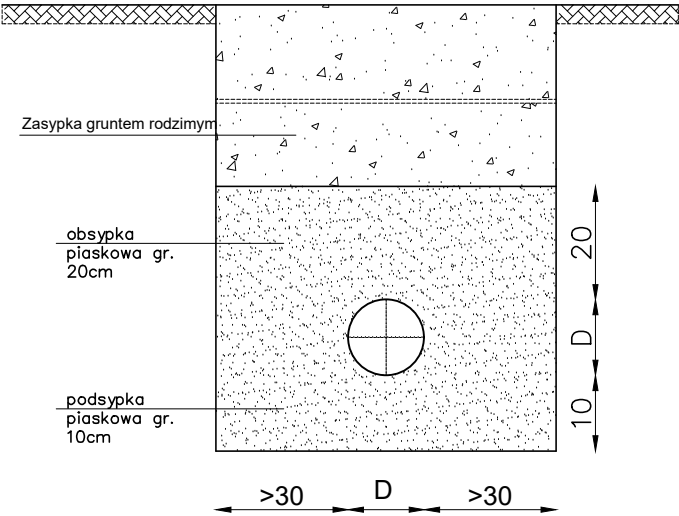 Zasypka gruntem rodzimym
obsypka
piaskowa gr.
20cm
20
D
podsypka
piaskowa gr.
10cm
10
>30
D
>30